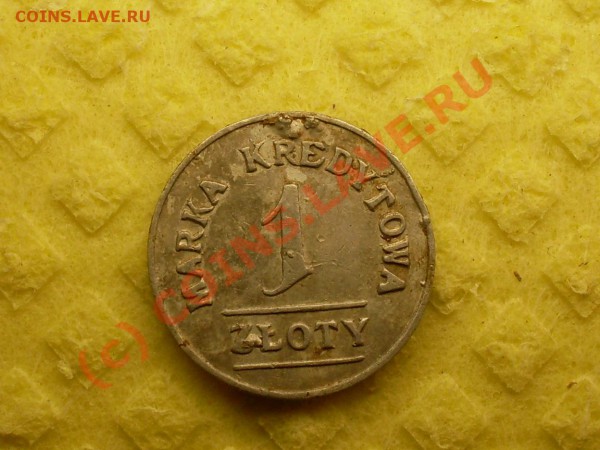 COINS.LAVE.RU
MARKA KREDYTOWA
1
ZŁOTY
(c) COINS.LAVE.RU